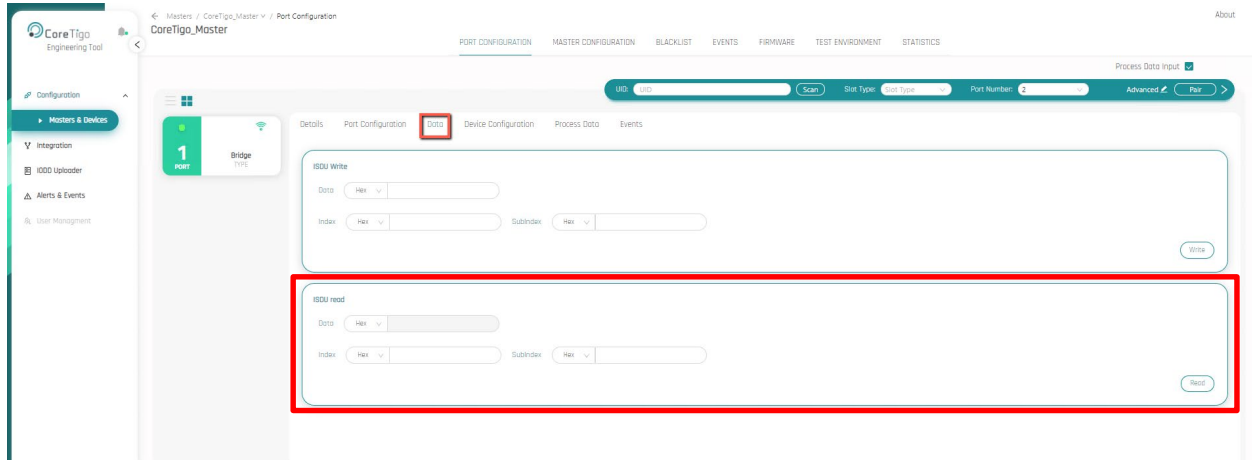 About
← Masters / CoreTigo_Master / Port Configuration
CoreTigo_Master
CoreTigo
Engineering Tool
PORT CONFIGURATION MASTER CONFIGURATION BLACKLIST EVENTS FIRMWARE TEST ENVIRONMENT STATISTICS
Process Data Input
UID: UID Scan Slot Type: Slot Type Port Number: 2 Advanced Pair
Configuration
Masters & Devices
Integration
IODD Uploader
Alerts & Events
User Managment
1
PORT
Bridge
TYPE
Details Port Configuration Data Device Configuration Process Data Events
ISDU Write
Data Hex
Index Hex SubIndex Hex
Write
ISDU read
Data Hex
Index Hex SubIndex Hex
Read